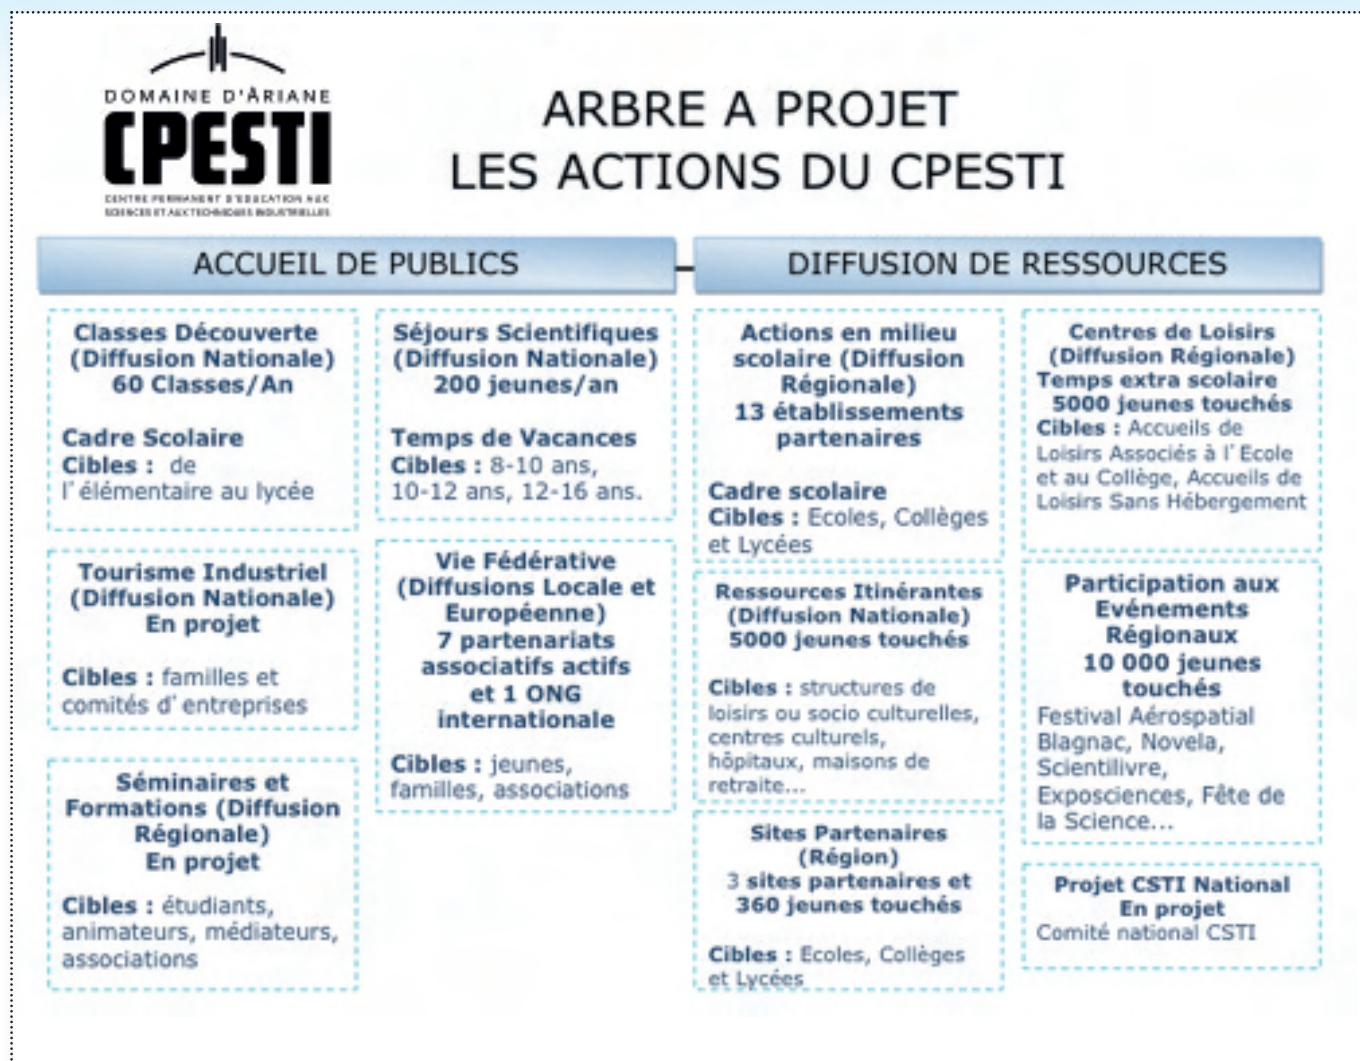 DOMAINE D'ARIANE
CPESTI
CENTRE PERMANENT D'EDUCATION AUX
SCIENCES ET AUX TECHNIQUES INDUSTRIELLES
ARBRE A PROJET
LES ACTIONS DU CPESTI
ACCUEIL DE PUBLICS
Classes Découverte
(Diffusion Nationale)
60 Classes/An
Cadre Scolaire
Cibles : de
l'élémentaire au lycée
Tourisme Industriel
(Diffusion Nationale)
En projet
Cibles : familles et
comités d'entreprises
Séminaires et
Formations (Diffusion
Régionale)
En projet
Cibles : étudiants,
animateurs, médiateurs,
associations
Séjours Scientifiques
(Diffusion Nationale)
200 jeunes/an
Temps de Vacances
Cibles : 8-10 ans,
10-12 ans, 12-16 ans.
Vie Fédérative
(Diffusions Locale et
Européenne)
7 partenariats
associatifs actifs
et 1 ONG
internationale
Cibles : jeunes,
familles, associations
DIFFUSION DE RESSOURCES
Actions en milieu
scolaire (Diffusion
Régionale)
13 établissements
partenaires
Cadre scolaire
Cibles : Ecoles, Collèges
et Lycées
Ressources Itinérantes
(Diffusion Nationale)
5000 jeunes touchés
Cibles : structures de
loisirs ou socio culturelles,
centres culturels,
hôpitaux, maisons de
retraite...
Sites Partenaires
(Région)
3 sites partenaires et
360 jeunes touchés
Cibles : Ecoles, Collèges
et Lycées
Centres de Loisirs
(Diffusion Régionale)
Temps extra scolaire
5000 jeunes touchés
Cibles : Accueils de
Loisirs Associés à l'Ecole
et au Collège, Accueils de
Loisirs Sans Hébergement
Participation aux
Evénements
Régionaux
10 000 jeunes
touchés
Festival Aérospatial
Blagnac, Novela,
Scientilivre,
Exposciences, Fête de
la Science...
Projet CSTI National
En projet
Comité national CSTI